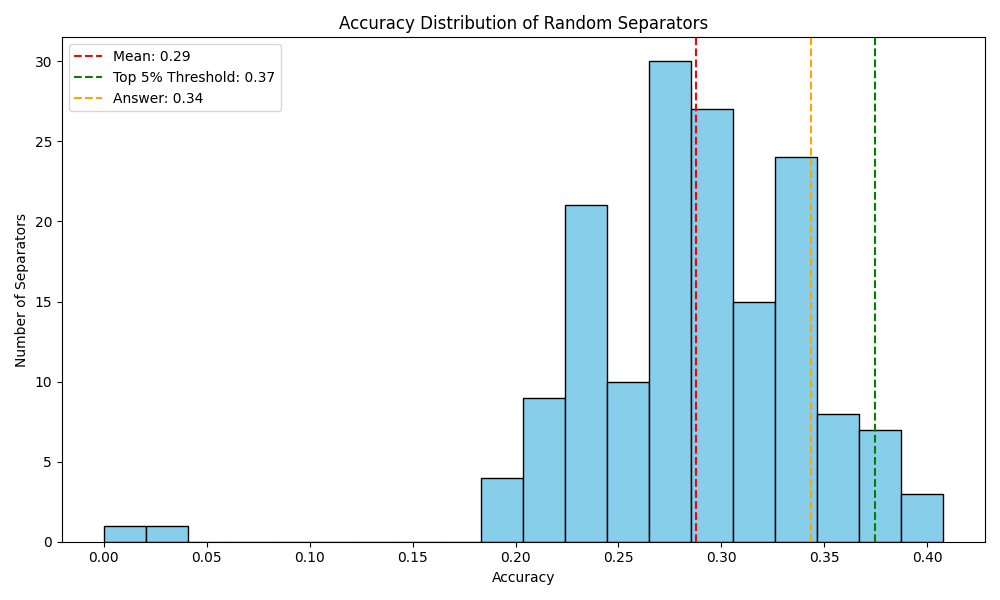 Accuracy Distribution of Random Separators
Mean: 0.29
Top 5% Threshold: 0.37
Answer: 0.34
Number of Separators
30
25
20
15
10
5
0
0.00 0.05 0.10 0.15 0.20 0.25 0.30 0.35 0.40
Accuracy